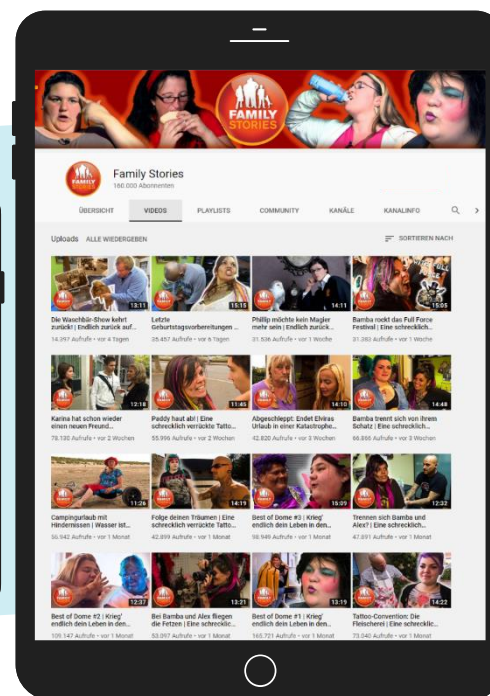 FAMILY
STORIES
FAMILY
STORIES
Family Stories
160.000 Abonnenten
ÜBERSICHT VIDEOS PLAYLISTS COMMUNITY KANÄLE KANALINFO
Uploads ALLE WIEDERGEBEN SORTIEREN NACH
13:11 15:15 14:11 15:05
Die Waschbär-Show kehrt zurück! | Endlich zurück auf...
14.397 Aufrufe • vor 4 Tagen
Letzte Geburtstagsvorbereitungen ...
35.457 Aufrufe • vor 6 Tagen
Phillip möchte kein Magier mehr sein | Endlich zurück...
31.536 Aufrufe • vor 1 Woche
Bamba rockt das Full Force Festival | Eine schrecklich...
31.383 Aufrufe • vor 1 Woche
12:18 11:45 14:10 14:48
Karina hat schon wieder einen neuen Freund...
78.130 Aufrufe • vor 2 Wochen
Paddy haut ab! | Eine schrecklich verrückte Tatto...
55.996 Aufrufe • vor 2 Wochen
Abgeschleppt: Endet Elviras Urlaub in einer Katastrophe...
42.820 Aufrufe • vor 3 Wochen
Bamba trennt sich von ihrem Schatz | Eine schrecklich...
66.866 Aufrufe • vor 3 Wochen
11:26 14:19 15:09 12:32
Campingurlaub mit Hindernissen | Wasser ist...
56.942 Aufrufe • vor 1 Monat
Folge deinen Träumen | Eine schrecklich verrückte Tatto...
42.899 Aufrufe • vor 1 Monat
Best of Dome #3 | Krieg' endlich dein Leben in den...
98.949 Aufrufe • vor 1 Monat
Trennen sich Bamba und Alex? | Eine schrecklich...
47.891 Aufrufe • vor 1 Monat
12:37 13:21 13:19 14:22
Best of Dome #2 | Krieg' endlich dein Leben in den...
109.147 Aufrufe • vor 1 Monat
Bei Bamba und Alex fliegen die Fetzen | Eine schrecklic...
53.097 Aufrufe • vor 1 Monat
Best of Dome #1 | Krieg' endlich dein Leben in den...
165.721 Aufrufe • vor 1 Monat
Tattoo-Convention: Die Fleischerei | Eine schrecklich...
73.040 Aufrufe • vor 1 Monat